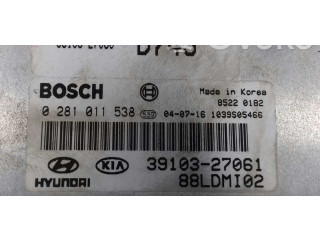 BOSCH
Made in Korea
8522 0182
0 281 011 538 537 04-07-16 1039S05466
HYUNDAI KIA 39103-27061
88LDMI02